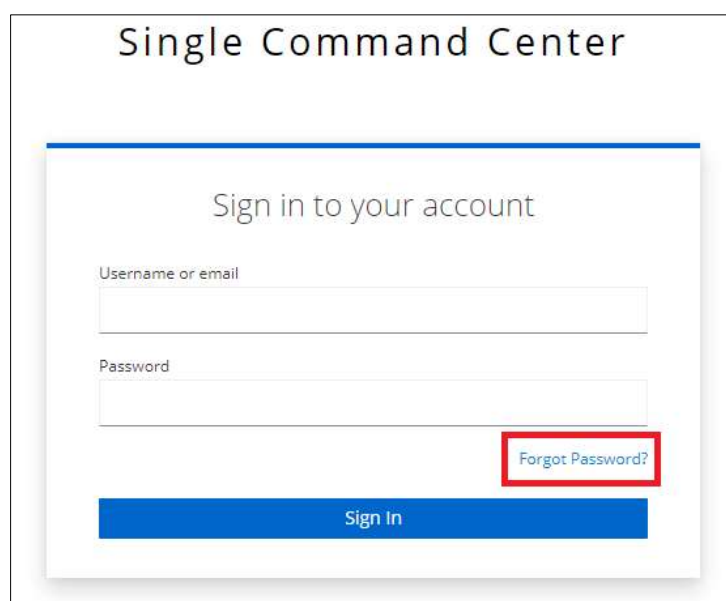 Single Command Center
Sign in to your account
Username or email
Password
Forgot Password?
Sign In